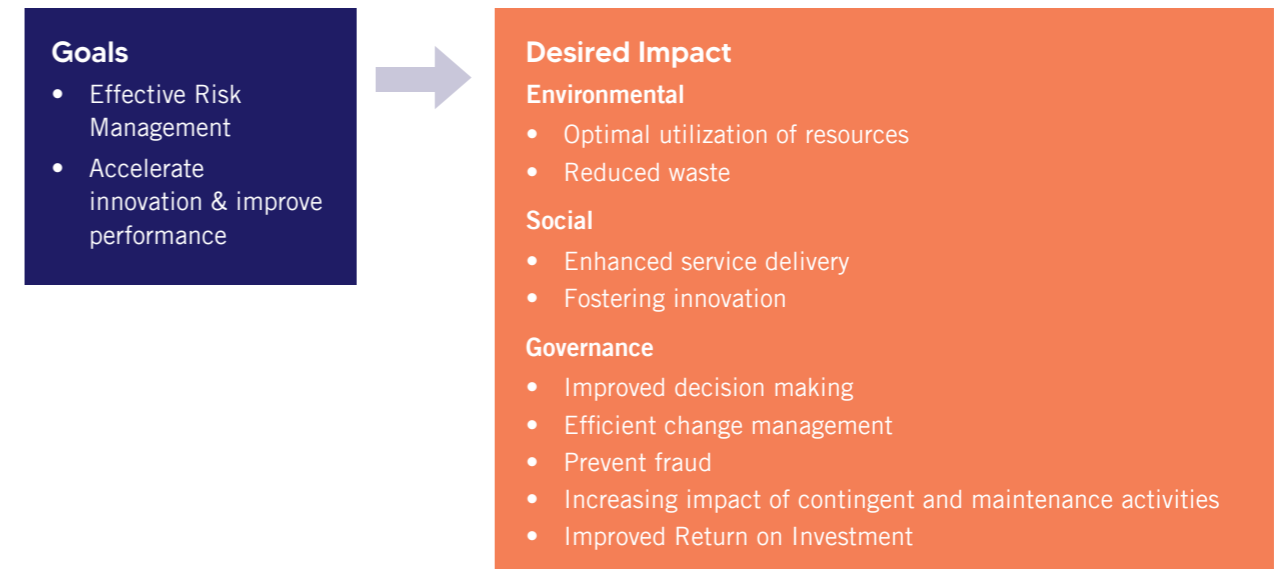 Goals
• Effective Risk
Management
• Accelerate
innovation & improve
performance
Desired Impact
Environmental
• Optimal utilization of resources
• Reduced waste
Social
• Enhanced service delivery
• Fostering innovation
Governance
• Improved decision making
• Efficient change management
• Prevent fraud
• Increasing impact of contingent and maintenance activities
• Improved Return on Investment